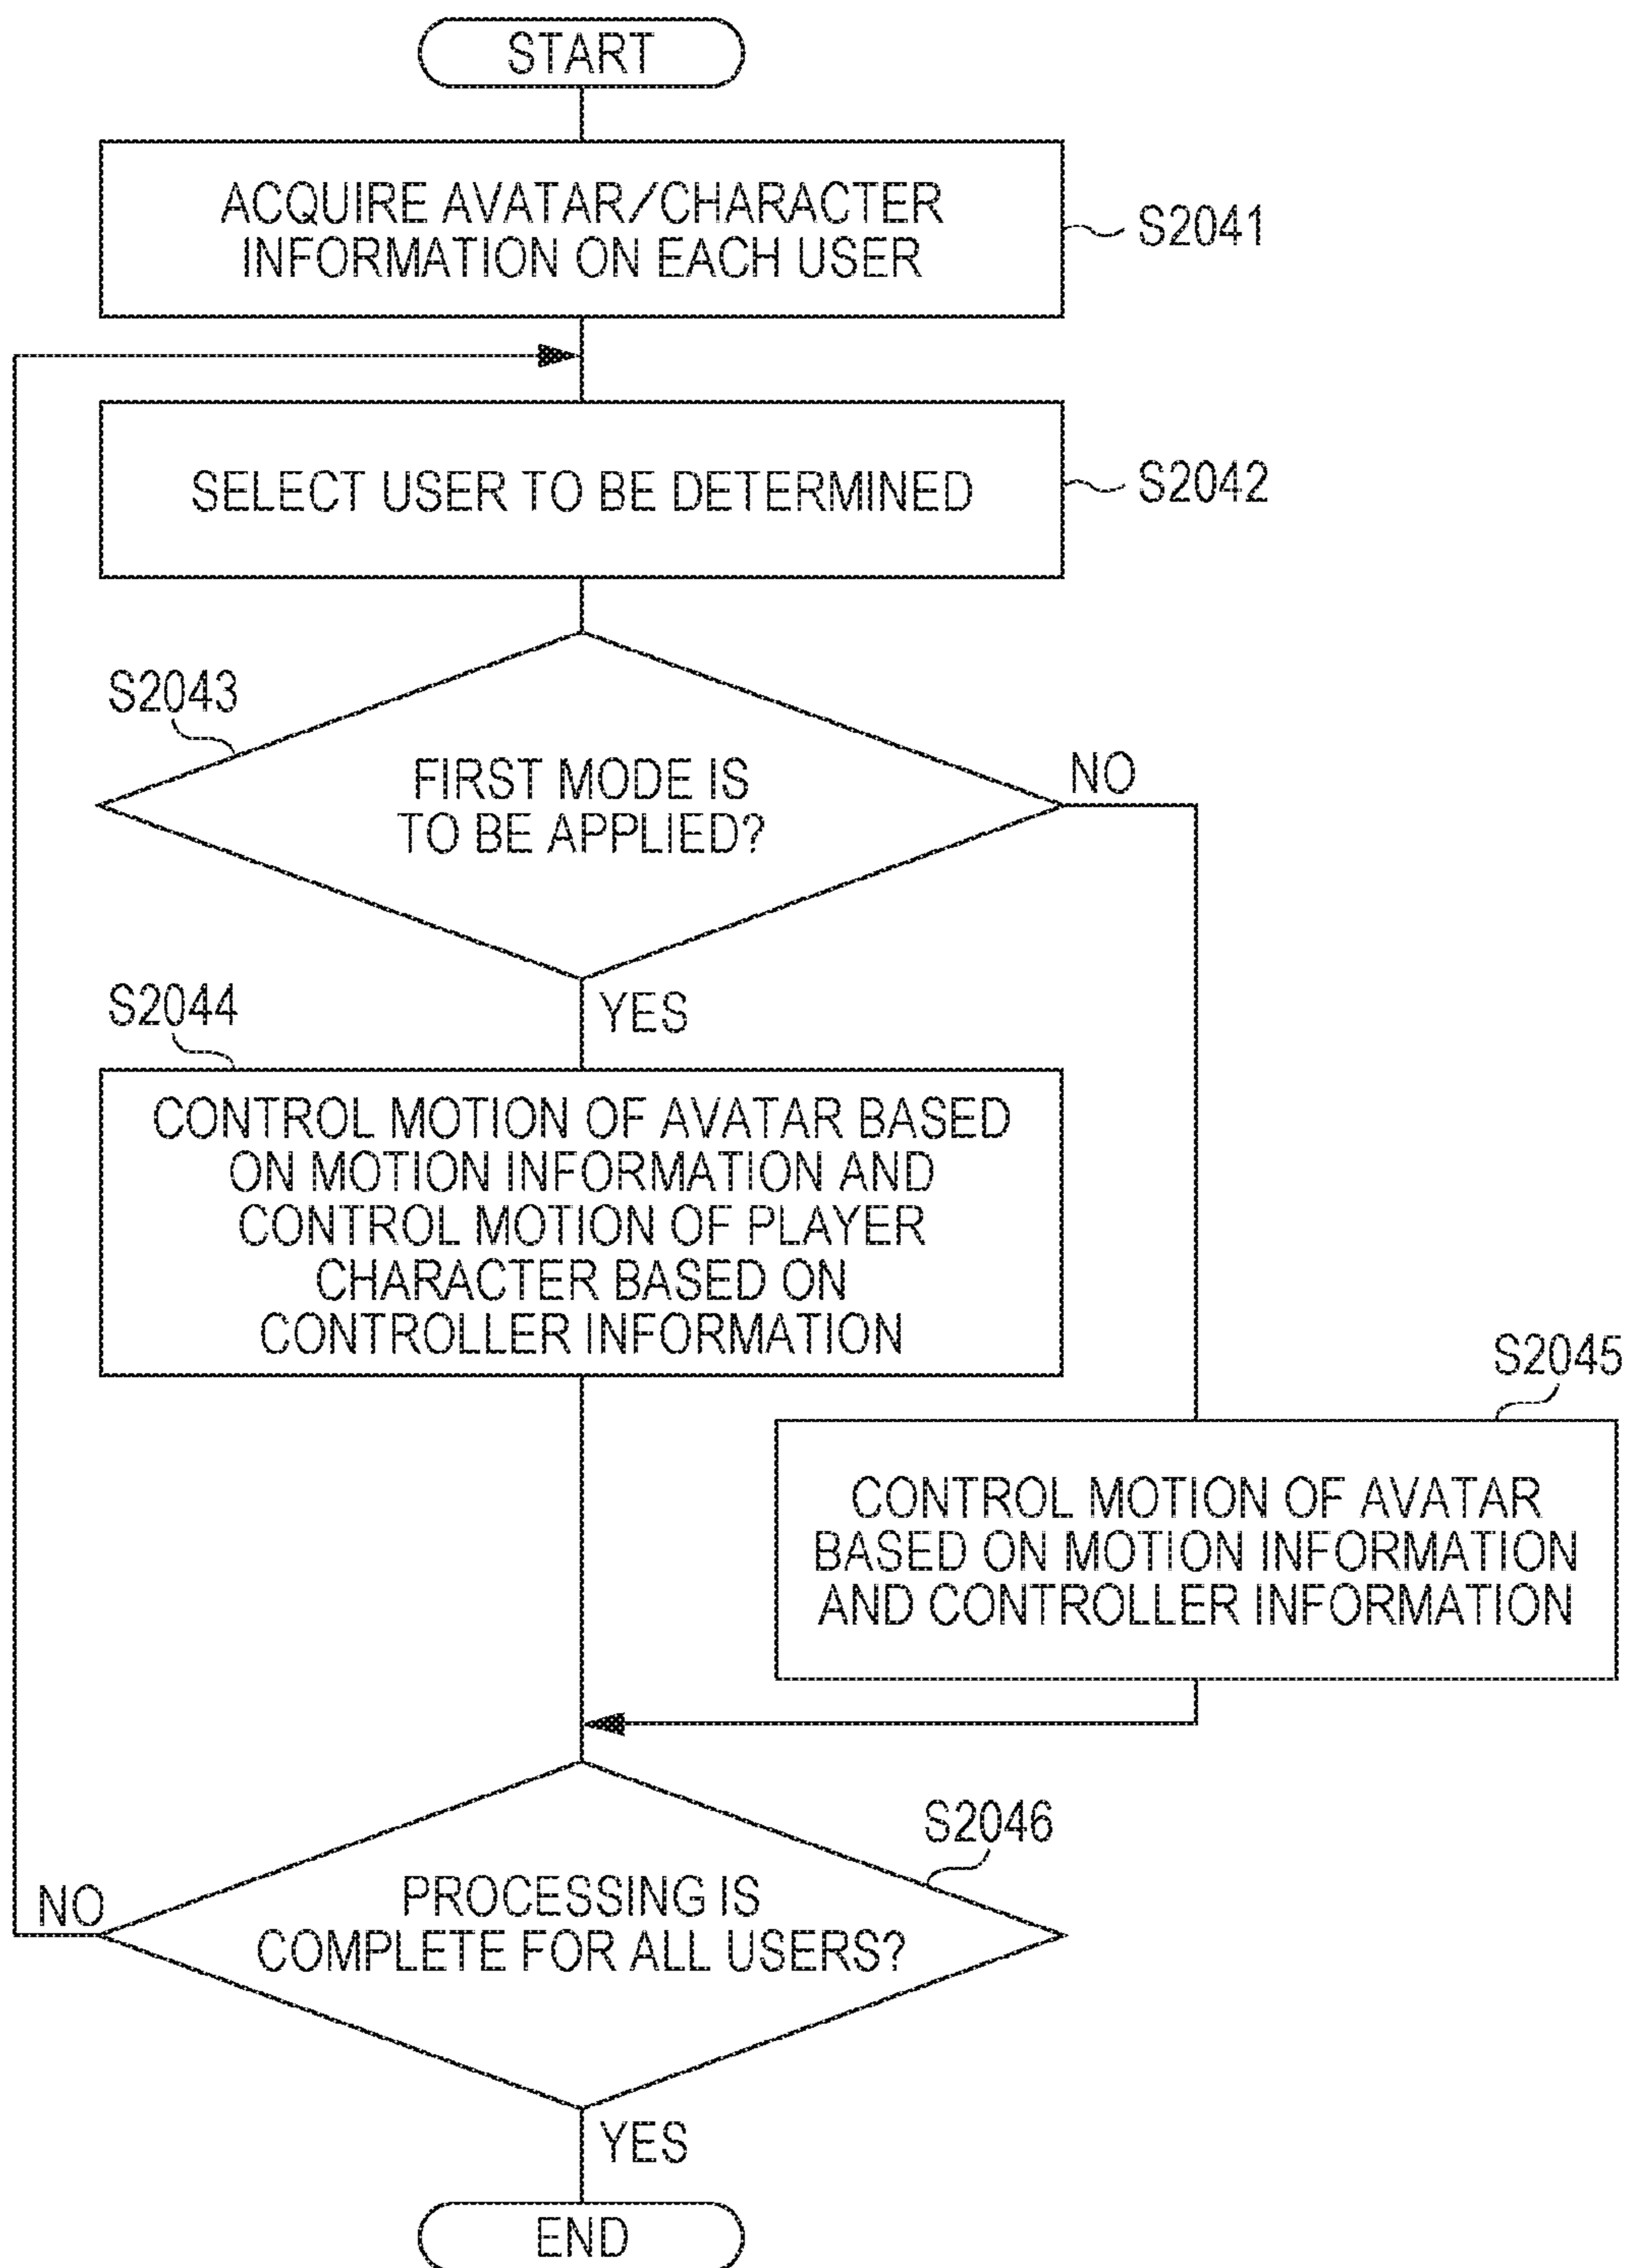 START
ACQUIRE AVATAR/CHARACTER
INFORMATION ON EACH USER
S2041
SELECT USER TO BE DETERMINED
S2042
S2043
FIRST MODE IS
TO BE APPLIED?
NO
YES
S2044
CONTROL MOTION OF AVATAR BASED
ON MOTION INFORMATION AND
CONTROL MOTION OF PLAYER
CHARACTER BASED ON
CONTROLLER INFORMATION
S2045
CONTROL MOTION OF AVATAR
BASED ON MOTION INFORMATION
AND CONTROLLER INFORMATION
S2046
PROCESSING IS
COMPLETE FOR ALL USERS?
NO
YES
END